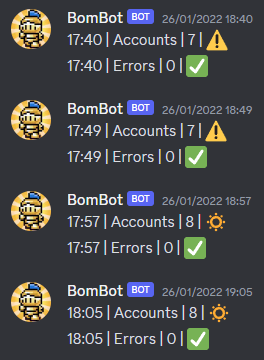 BomBot BOT 26/01/2022 18:40
17:40 | Accounts | 7 | ⚠️
17:40 | Errors | 0 | ✅
BomBot BOT 26/01/2022 18:49
17:49 | Accounts | 7 | ⚠️
17:49 | Errors | 0 | ✅
BomBot BOT 26/01/2022 18:57
17:57 | Accounts | 8 | 🔅
17:57 | Errors | 0 | ✅
BomBot BOT 26/01/2022 19:05
18:05 | Accounts | 8 | 🔅
18:05 | Errors | 0 | ✅